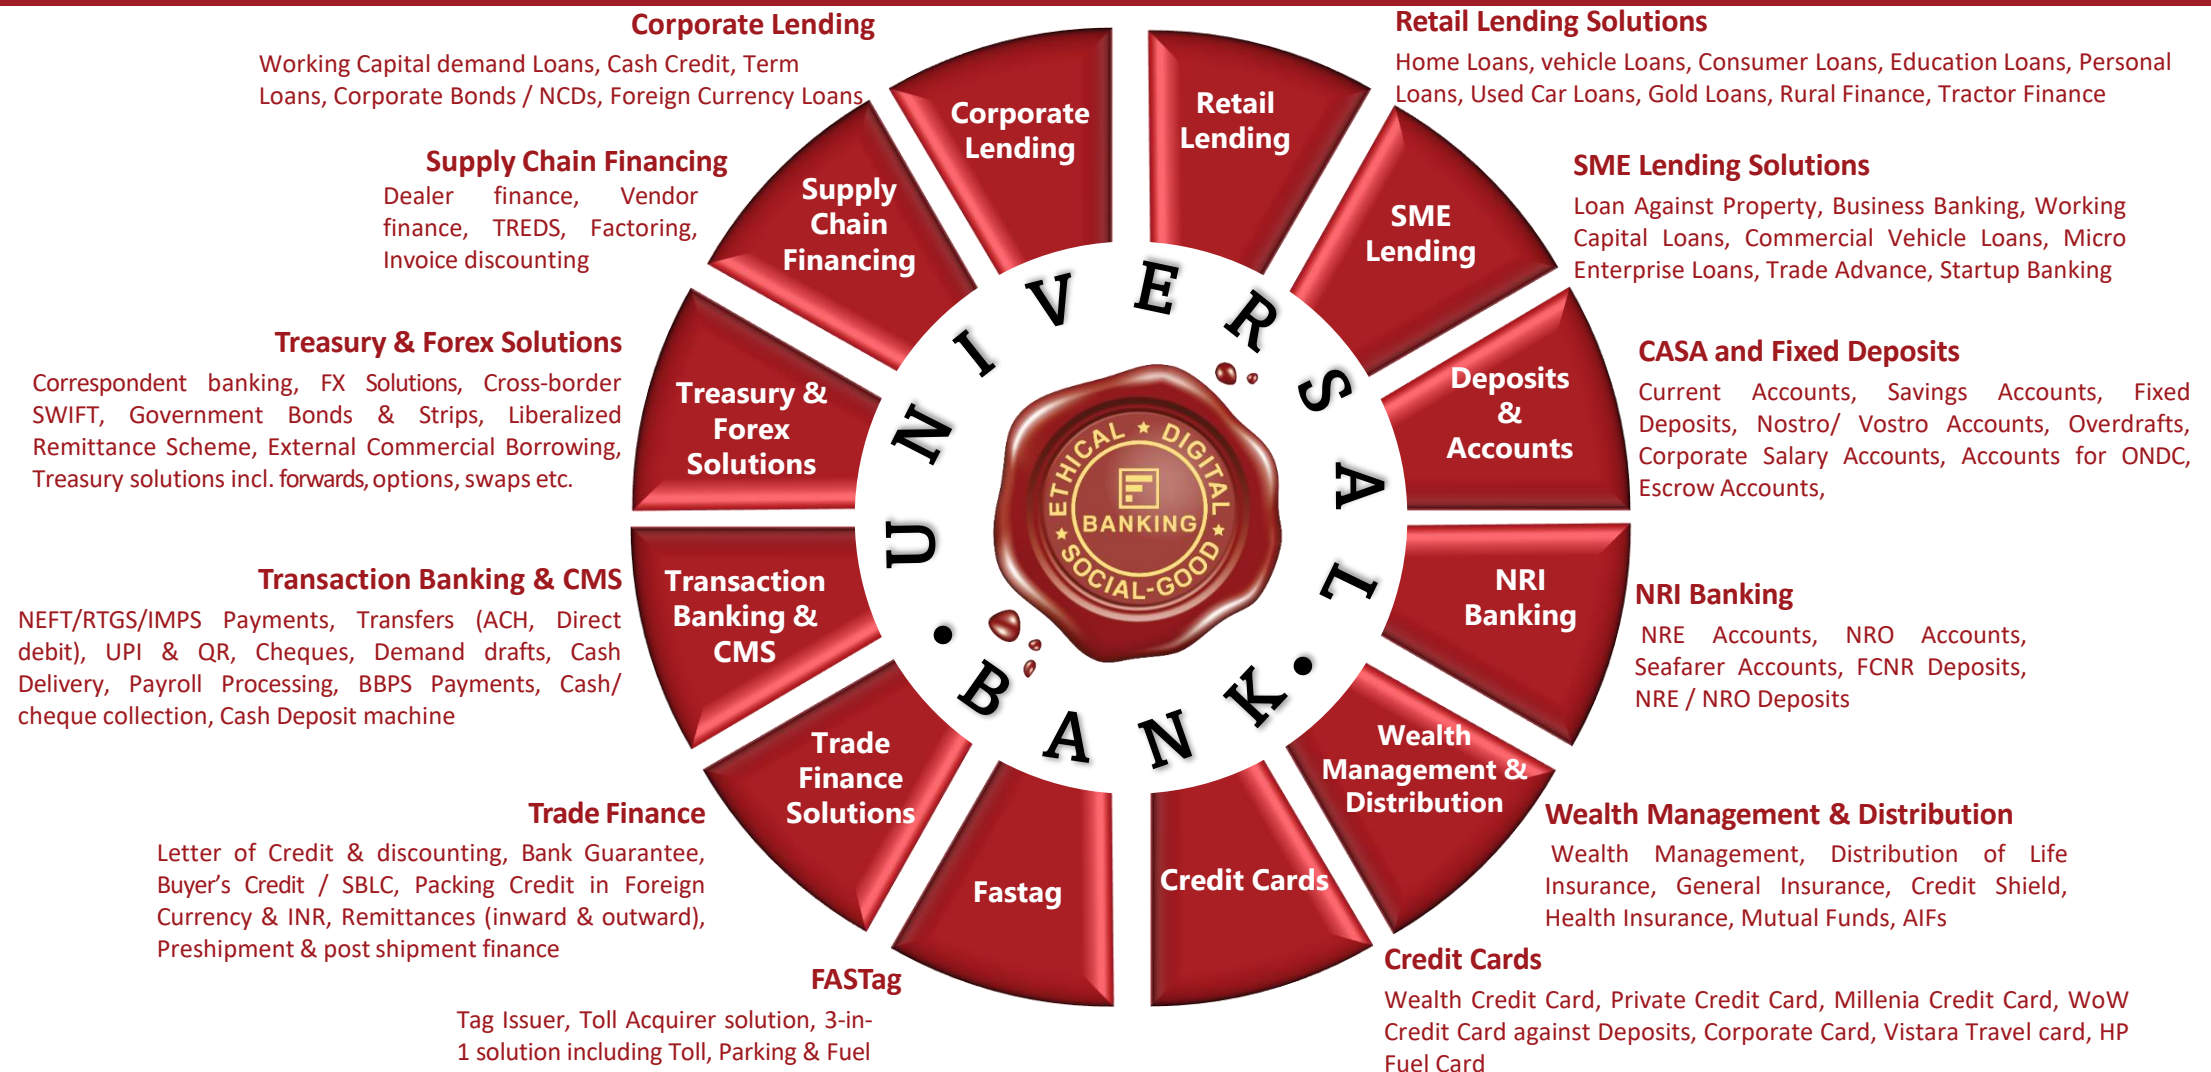 Corporate Lending
Working Capital demand Loans, Cash Credit, Term
Loans, Corporate Bonds / NCDs, Foreign Currency Loans
Supply Chain Financing
Dealer finance, Vendor
finance, TREDS, Factoring,
Invoice discounting
Treasury & Forex Solutions
Correspondent banking, FX Solutions, Cross-border
SWIFT, Government Bonds & Strips, Liberalized
Remittance Scheme, External Commercial Borrowing,
Treasury solutions incl. forwards, options, swaps etc.
Transaction Banking & CMS
NEFT/RTGS/IMPS Payments, Transfers (ACH, Direct
debit), UPI & QR, Cheques, Demand drafts, Cash
Delivery, Payroll Processing, BBPS Payments, Cash/
cheque collection, Cash Deposit machine
Trade Finance
Letter of Credit & discounting, Bank Guarantee,
Buyer's Credit / SBLC, Packing Credit in Foreign
Currency & INR, Remittances (inward & outward),
Preshipment & post shipment finance
FASTag
Tag Issuer, Toll Acquirer solution, 3-in-
1 solution including Toll, Parking & Fuel
Corporate
Lending
Retail
Lending
Supply
Chain
Financing
SME
Lending
Treasury &
Forex
Solutions
Deposits
&
Accounts
Transaction
Banking &
CMS
NRI
Banking
Trade
Finance
Solutions
Wealth
Management &
Distribution
Fastag
Credit Cards
UNIVERSAL
• BANK •
ETHICAL ★ DIGITAL ★ SOCIAL-GOOD ★
BANKING
Retail Lending Solutions
Home Loans, vehicle Loans, Consumer Loans, Education Loans, Personal
Loans, Used Car Loans, Gold Loans, Rural Finance, Tractor Finance
SME Lending Solutions
Loan Against Property, Business Banking, Working
Capital Loans, Commercial Vehicle Loans, Micro
Enterprise Loans, Trade Advance, Startup Banking
CASA and Fixed Deposits
Current Accounts, Savings Accounts, Fixed
Deposits, Nostro/ Vostro Accounts, Overdrafts,
Corporate Salary Accounts, Accounts for ONDC,
Escrow Accounts,
NRI Banking
NRE Accounts, NRO Accounts,
Seafarer Accounts, FCNR Deposits,
NRE / NRO Deposits
Wealth Management & Distribution
Wealth Management, Distribution of Life
Insurance, General Insurance, Credit Shield,
Health Insurance, Mutual Funds, AIFs
Credit Cards
Wealth Credit Card, Private Credit Card, Millenia Credit Card, WoW
Credit Card against Deposits, Corporate Card, Vistara Travel card, HP
Fuel Card